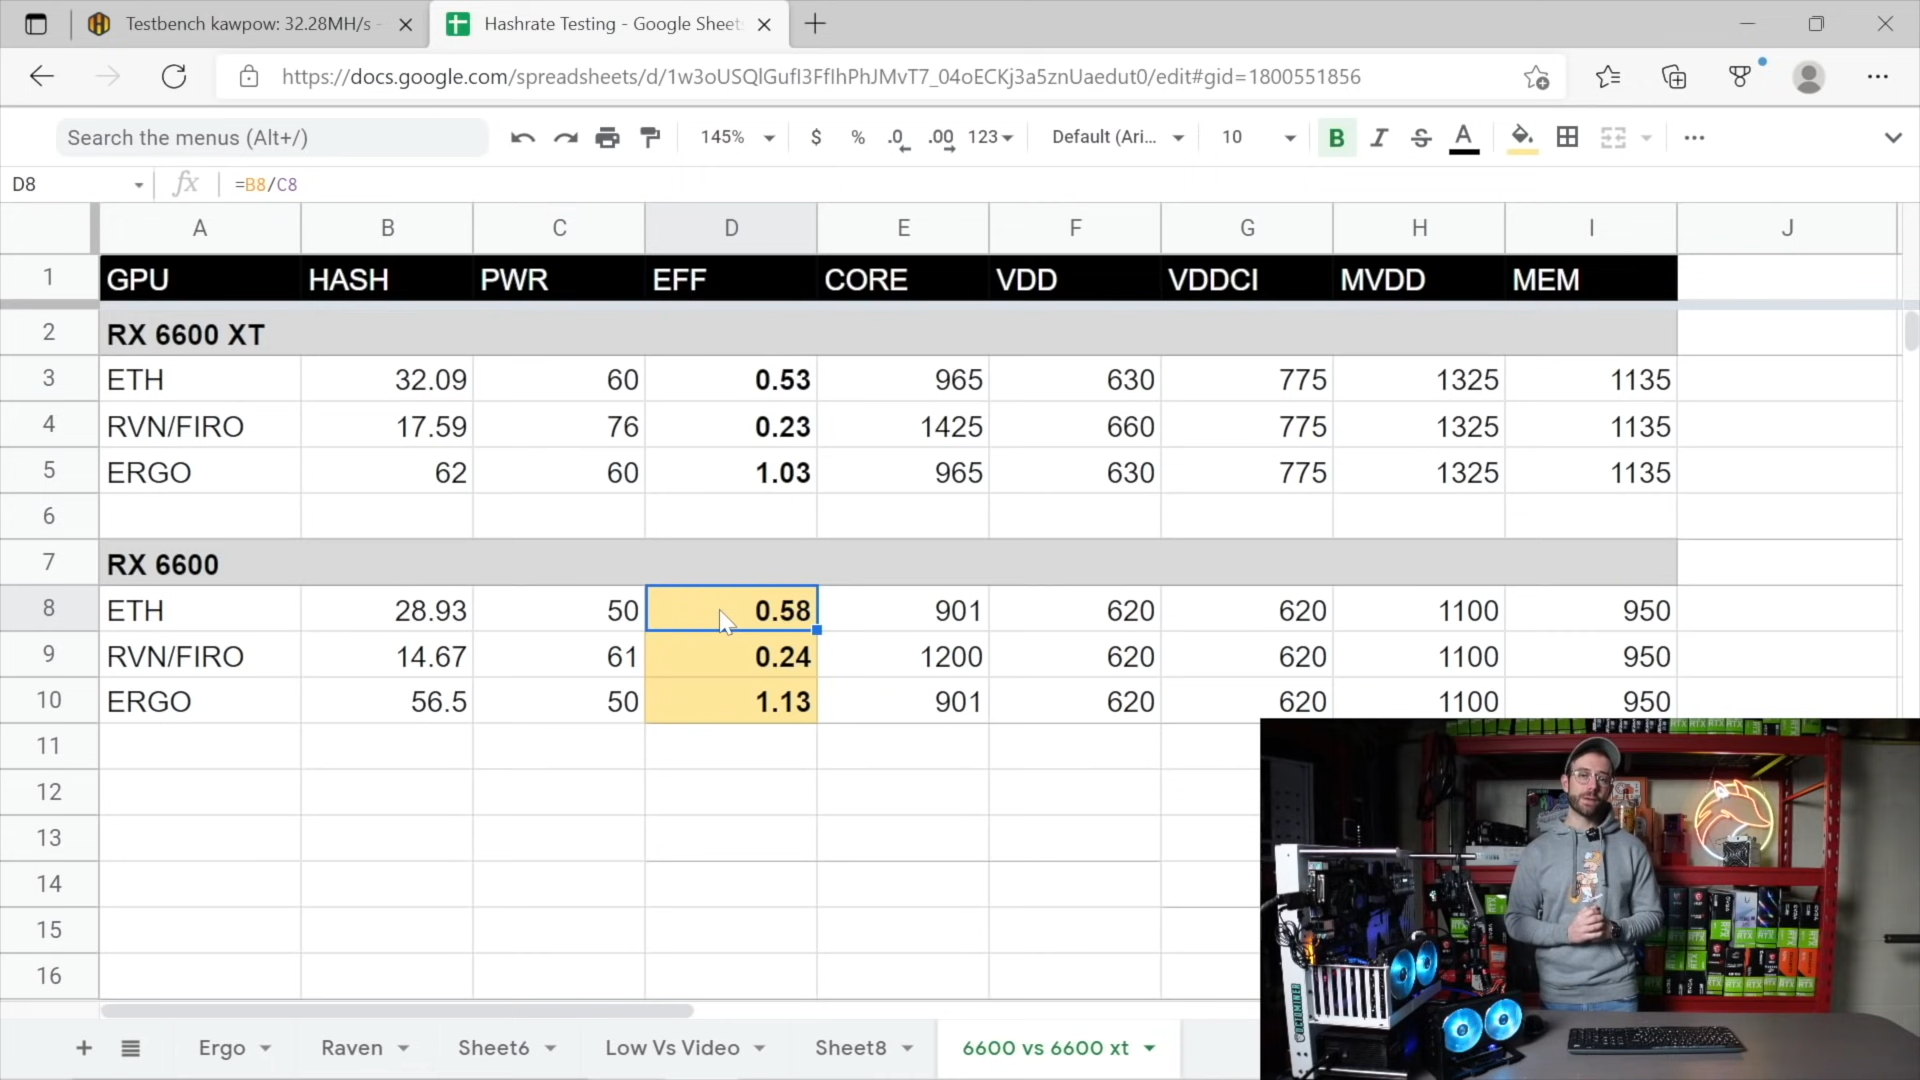 Testbench kawpow: 32.28MH/s -
Hashrate Testing - Google Sheet
https://docs.google.com/spreadsheets/d/1w3oUSQlGufI3FfIhPhJMvT7_04oECKj3a5znUaedut0/edit#gid=1800551856
Search the menus (Alt+/) 145% $ % .0 .00 123 Default (Ari... 10 B I S A
D8 fx =B8/C8
A B C D E F G H I J
1 GPU HASH PWR EFF CORE VDD VDDCI MVDD MEM
2 RX 6600 XT
3 ETH 32.09 60 0.53 965 630 775 1325 1135
4 RVN/FIRO 17.59 76 0.23 1425 660 775 1325 1135
5 ERGO 62 60 1.03 965 630 775 1325 1135
6
7 RX 6600
8 ETH 28.93 50 0.58 901 620 620 1100 950
9 RVN/FIRO 14.67 61 0.24 1200 620 620 1100 950
10 ERGO 56.5 50 1.13 901 620 620 1100 950
11
12
13
14
15
16
Ergo Raven Sheet6 Low Vs Video Sheet8 6600 vs 6600 xt